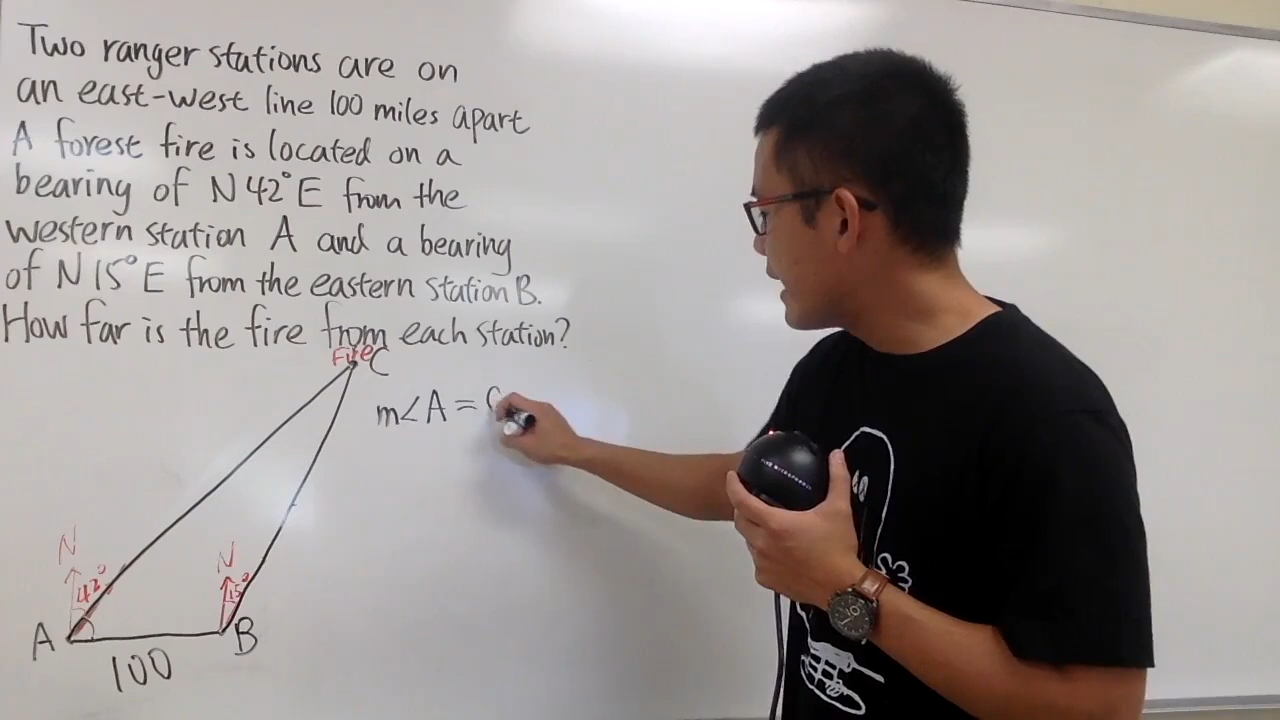 Two ranger stations are on
an east-west line 100 miles apart
A forest fire is located on a
bearing of N 42° E from the
western station A and a bearing
of N 15° E from the eastern station B.
How far is the fire from each station?
Fire C
m∠A =
N
42°
N
15°
A
B
100